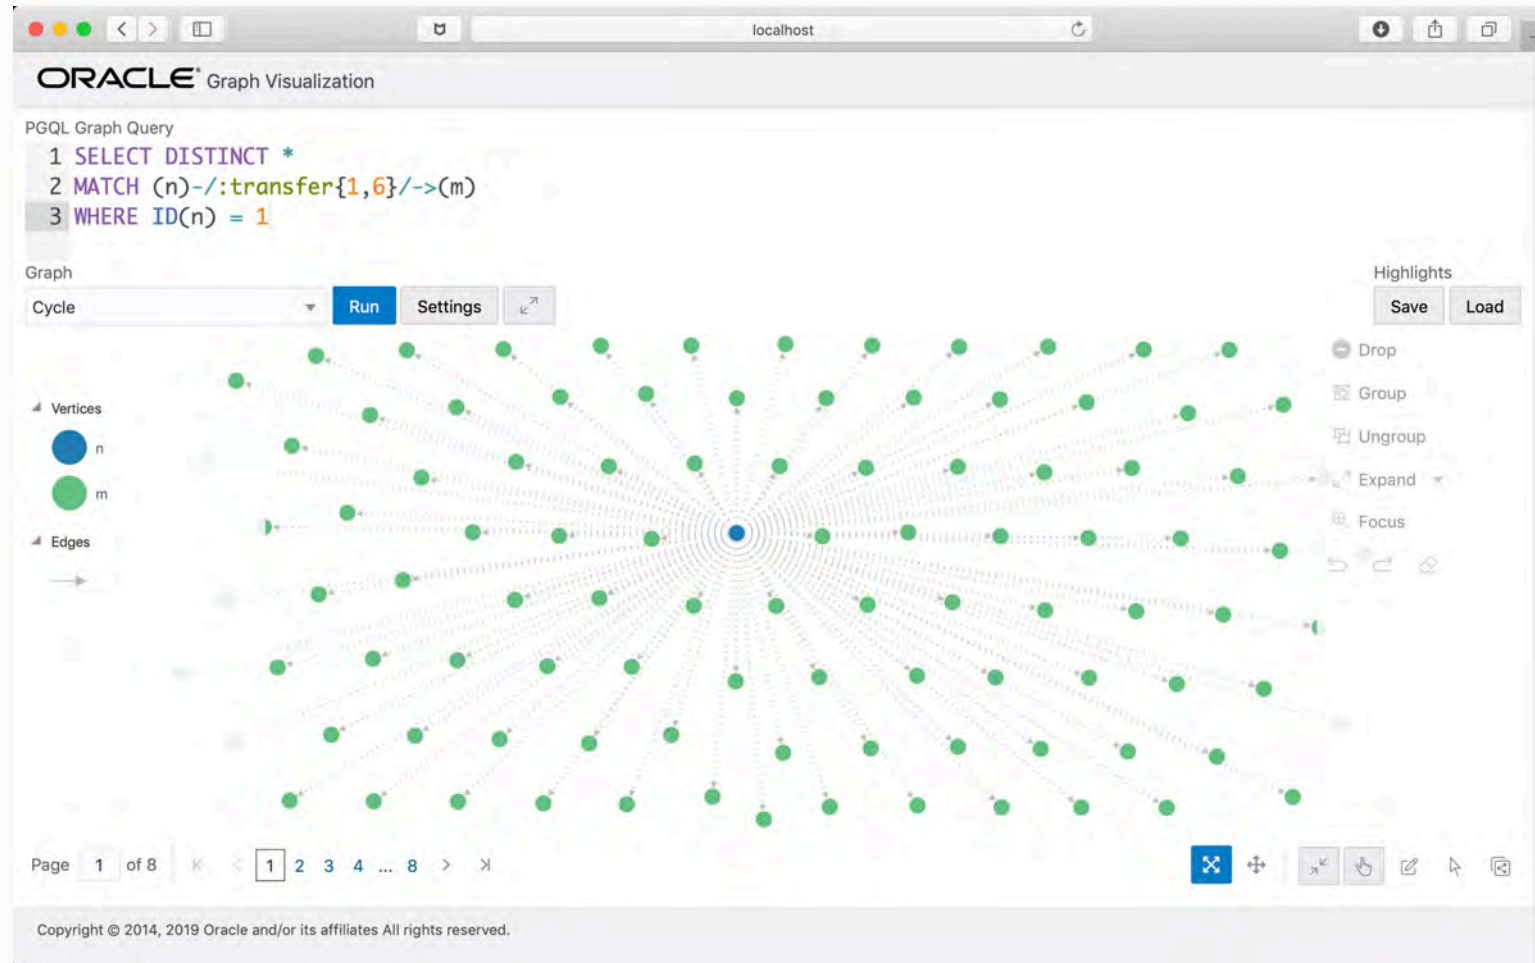 localhost
ORACLE® Graph Visualization
PGQL Graph Query
1 SELECT DISTINCT *
2 MATCH (n)-/:transfer{1,6}/->(m)
3 WHERE ID(n) = 1
Graph
Highlights
Cycle
Run
Settings
Save
Load
Drop
Group
Ungroup
Expand
Focus
Vertices
n
m
Edges
Page 1 of 8 K < 1 2 3 4 ... 8 >
Copyright © 2014, 2019 Oracle and/or its affiliates All rights reserved.